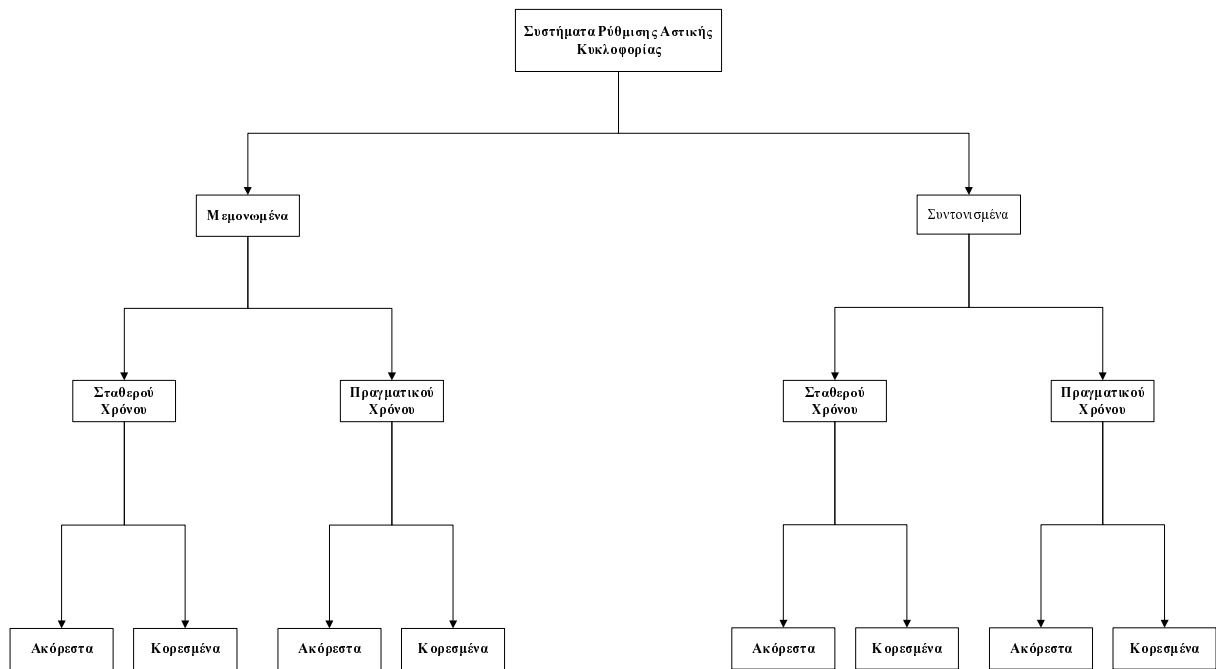 Συστήματα Ρύθμισης Αστικής
Κυκλοφορίας
Μεμονωμένα
Συντονισμένα
Σταθερού
Χρόνου
Πραγματικού
Χρόνου
Σταθερού
Χρόνου
Πραγματικού
Χρόνου
Ακόρεστα
Κορεσμένα
Ακόρεστα
Κορεσμένα
Ακόρεστα
Κορεσμένα
Ακόρεστα
Κορεσμένα